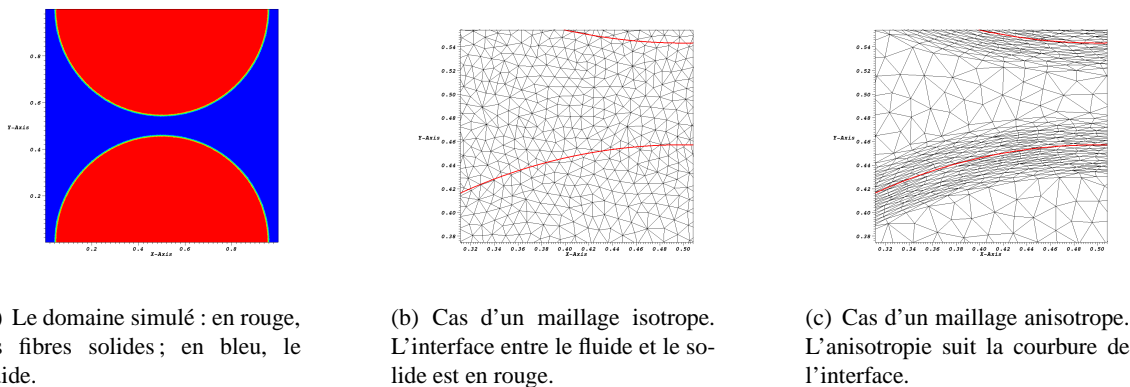 0.8
0.6
Y-Axis
0.4
0.2
0.2 0.4 0.6 0.8
X-Axis
0.54
0.52
0.50
0.48
Y-Axis
0.46
0.44
0.42
0.40
0.38
0.32 0.34 0.36 0.38 0.40 0.42 0.44 0.46 0.48 0.50
X-Axis
0.54
0.52
0.50
0.48
Y-Axis
0.46
0.44
0.42
0.40
0.38
0.32 0.34 0.36 0.38 0.40 0.42 0.44 0.46 0.48 0.50
X-Axis
) Le domaine simulé : en rouge,
s fibres solides ; en bleu, le
uide.
(b) Cas d'un maillage isotrope.
L'interface entre le fluide et le so-
lide est en rouge.
(c) Cas d'un maillage anisotrope.
L'anisotropie suit la courbure de
l'interface.